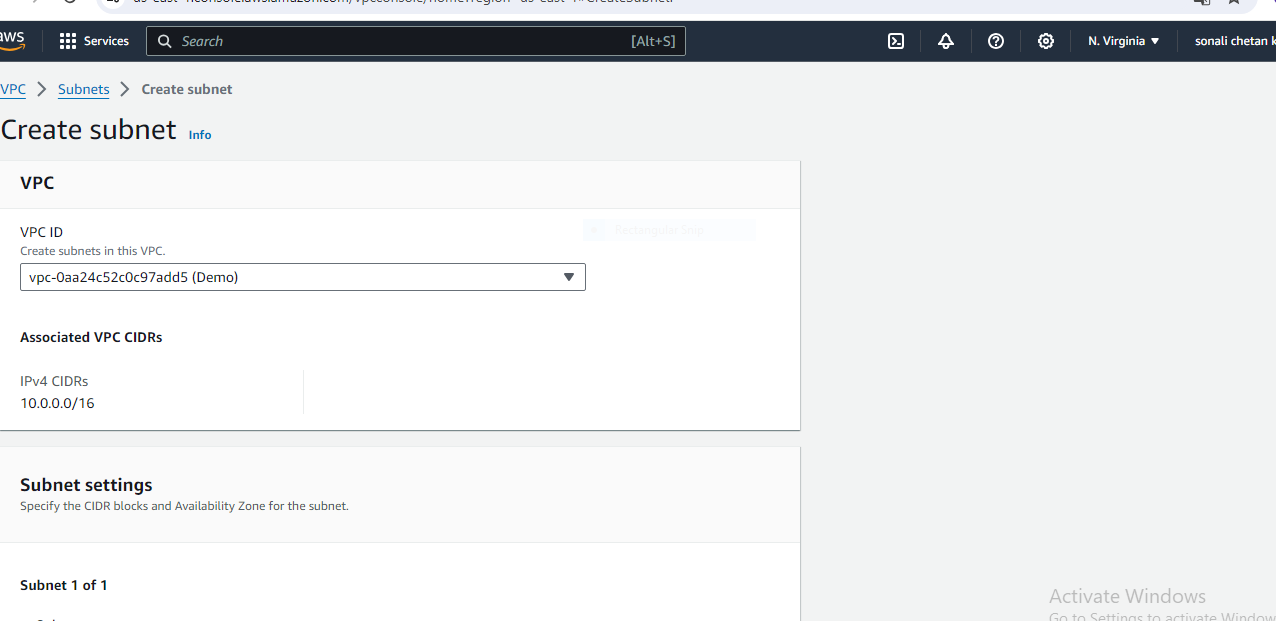 aws
Services
Search
[Alt+S]
N. Virginia
sonali chetan k
VPC
Subnets
Create subnet
Create subnet
Info
VPC
VPC ID
Create subnets in this VPC.
Rectangular Snip
vpc-0aa24c52c0c97add5 (Demo)
Associated VPC CIDRs
IPv4 CIDRs
10.0.0.0/16
Subnet settings
Specify the CIDR blocks and Availability Zone for the subnet.
Subnet 1 of 1
Activate Windows
Go to Settings to activate Window